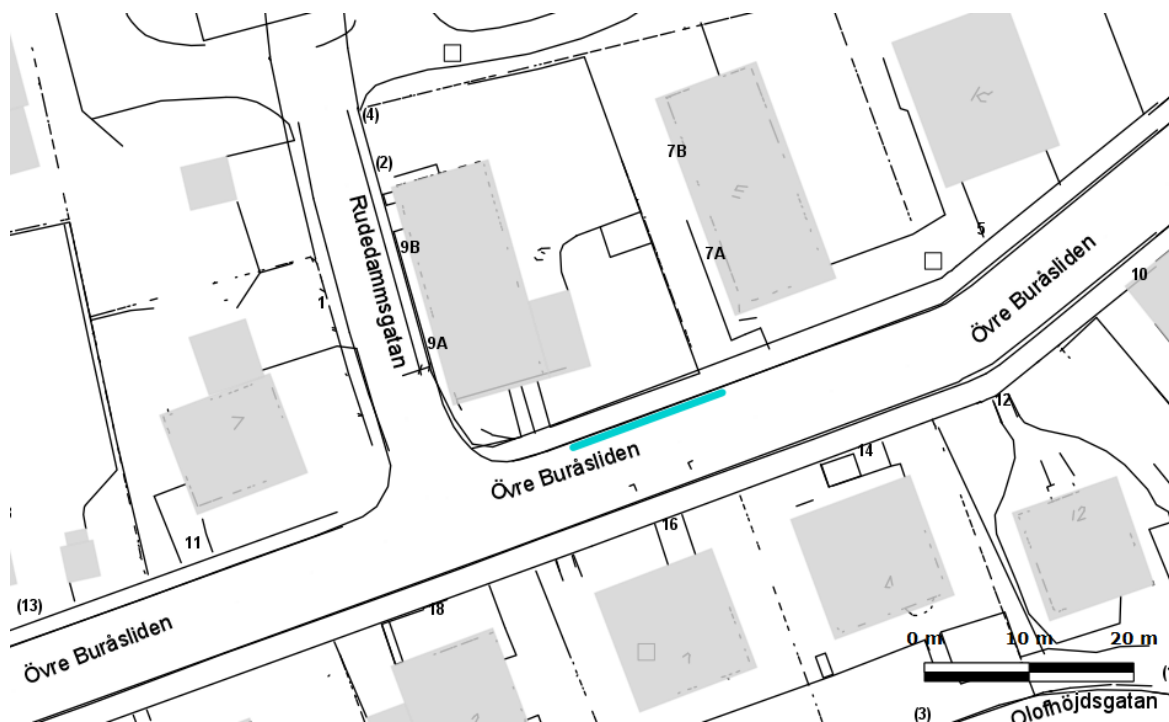 (4)
(2)
7B
Rudedammsgatan
9B
7A
5
Övre Buråsliden
10
1
9A
12
14
Övre Buråsliden
16
11
12
(13)
18
Övre Buråsliden
0 m 10 m 20 m
(3)
Olofhöjdsgatan